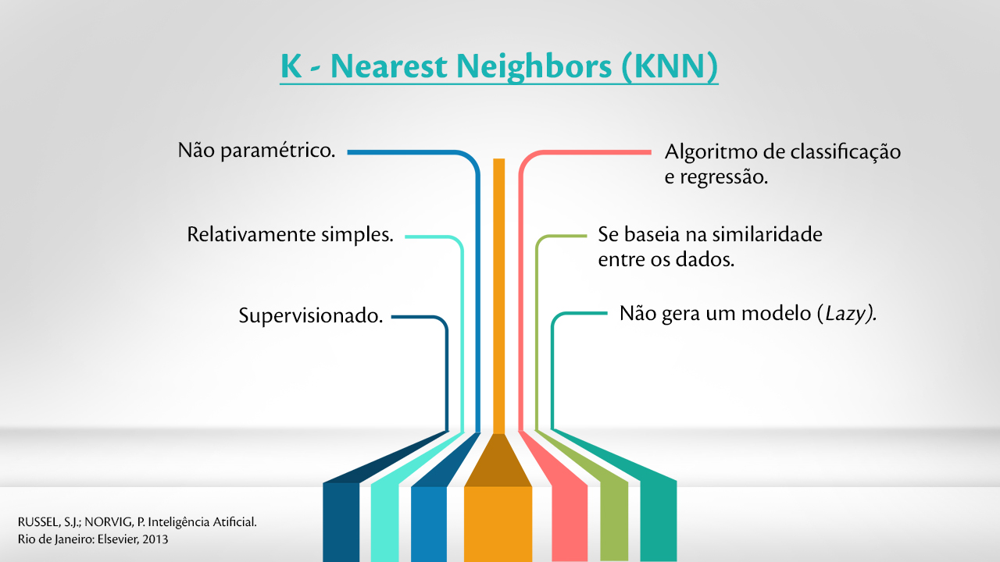 K - Nearest Neighbors (KNN)
Não paramétrico.
Algoritmo de classificação
e regressão.
Relativamente simples.
Se baseia na similaridade
entre os dados.
Supervisionado.
Não gera um modelo (Lazy).
RUSSEL, S.J.; NORVIG, P. Inteligência Atificial.
Rio de Janeiro: Elsevier, 2013